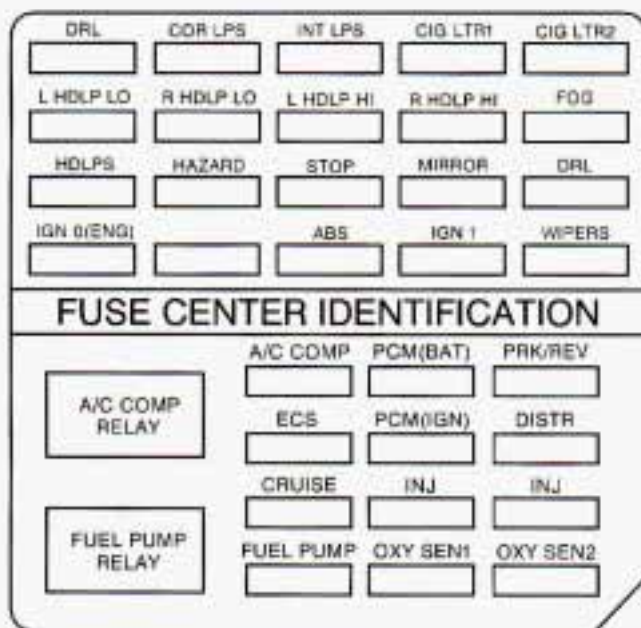 DRL COR LPS INT LPS CIG LTR1 CIG LTR2
L HDLP LO R HDLP LO L HDLP HI R HDLP HI FOG
HDLPS HAZARD STOP MIRROR DRL
IGN 0(ENG) ABS IGN 1 WIPERS
FUSE CENTER IDENTIFICATION
A/C COMP PCM(BAT) PRK/REV
A/C COMP
RELAY
ECS PCM(IGN) DISTR
CRUISE INJ INJ
FUEL PUMP
RELAY
FUEL PUMP OXY SEN1 OXY SEN2